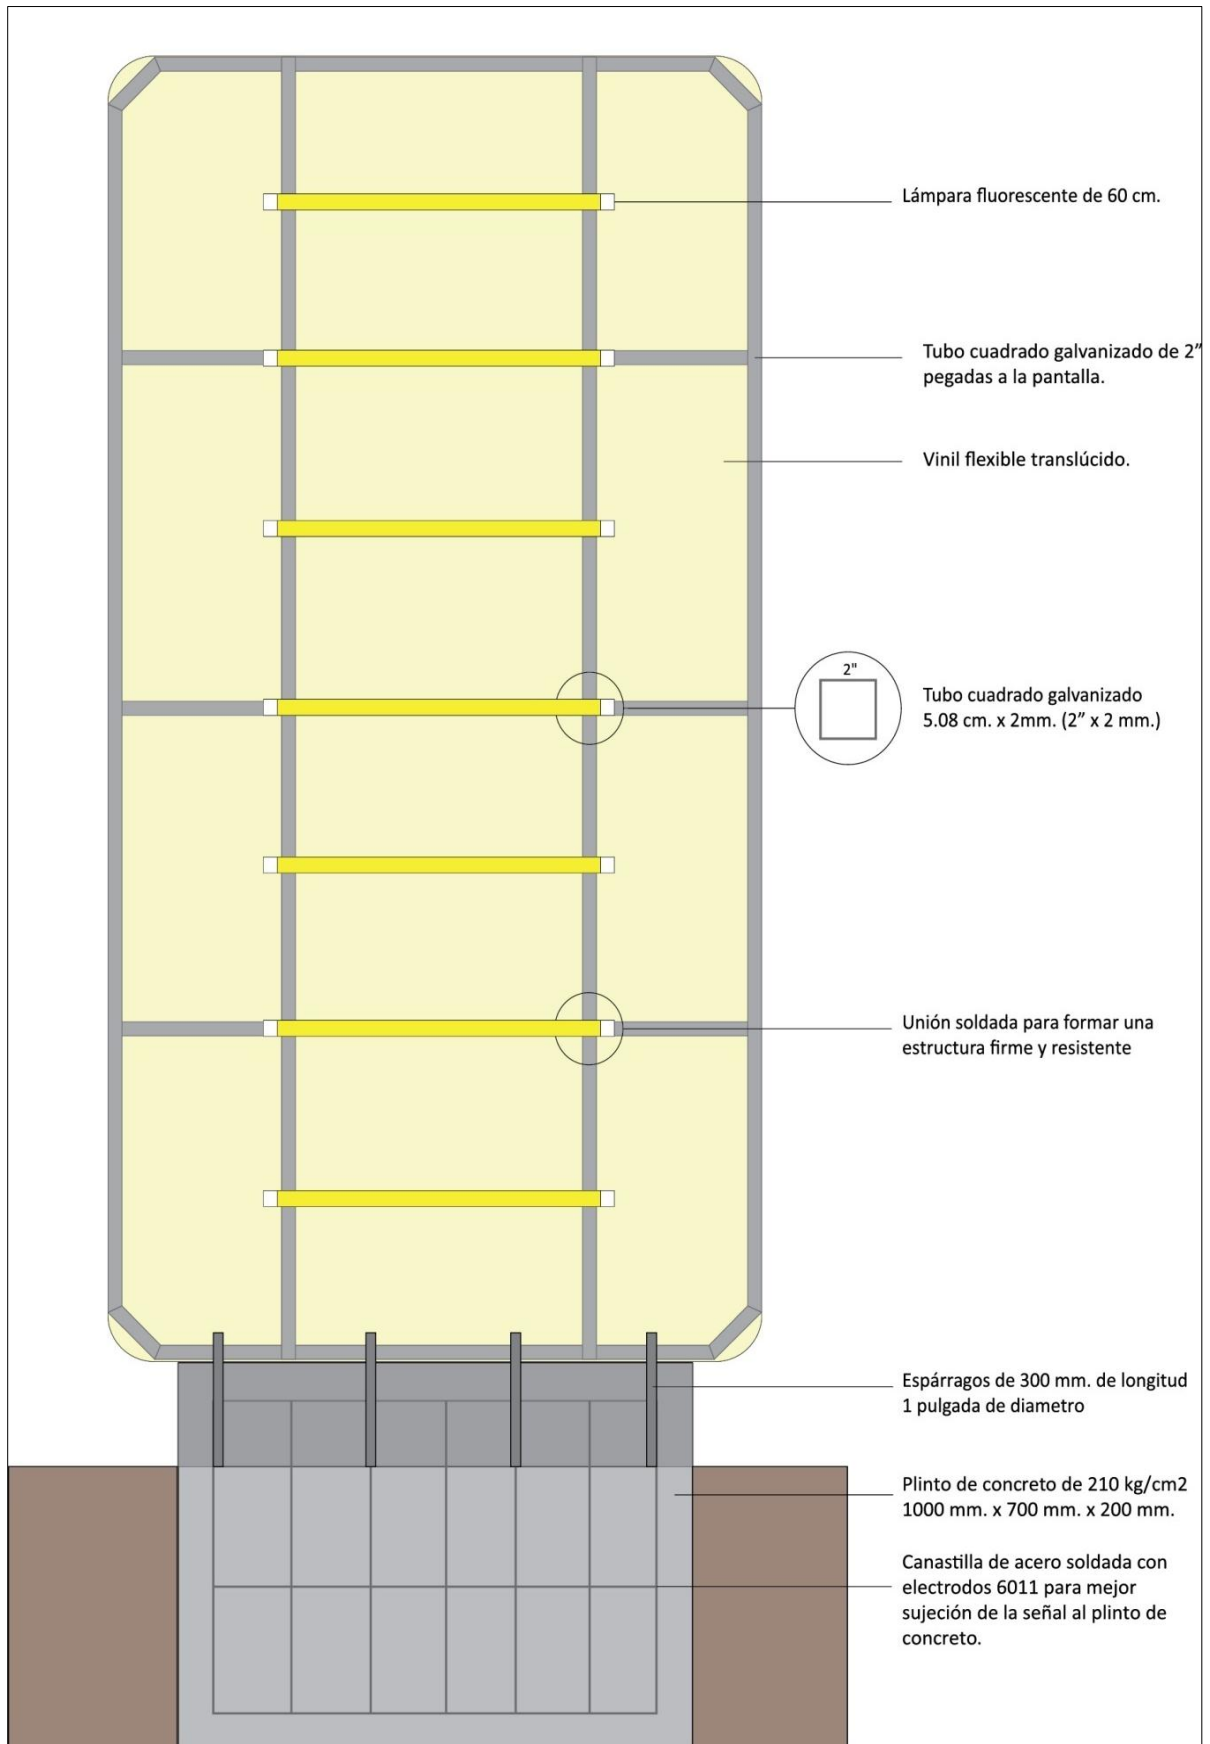 Lámpara fluorescente de 60 cm.
Tubo cuadrado galvanizado de 2”
pegadas a la pantalla.
Vinil flexible translúcido.
2"
Tubo cuadrado galvanizado
5.08 cm. x 2mm. (2” x 2 mm.)
Unión soldada para formar una
estructura firme y resistente
Espárragos de 300 mm. de longitud
1 pulgada de diametro
Plinto de concreto de 210 kg/cm2
1000 mm. x 700 mm. x 200 mm.
Canastilla de acero soldada con
electrodos 6011 para mejor
sujeción de la señal al plinto de
concreto.